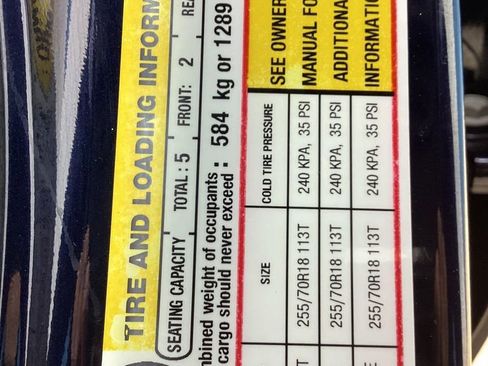 TIRE AND LOADING INFORM
SEATING CAPACITY TOTAL : 5 FRONT: 2 REA
mbined weight of occupants
cargo should never exceed : 584 kg or 1289
SIZE COLD TIRE PRESSURE SEE OWNER
MANUAL FO
ADDITIONA
INFORMATIO
255/70R18 113T 240 KPA, 35 PSI
255/70R18 113T 240 KPA, 35 PSI
255/70R18 113T 240 KPA, 35 PSI